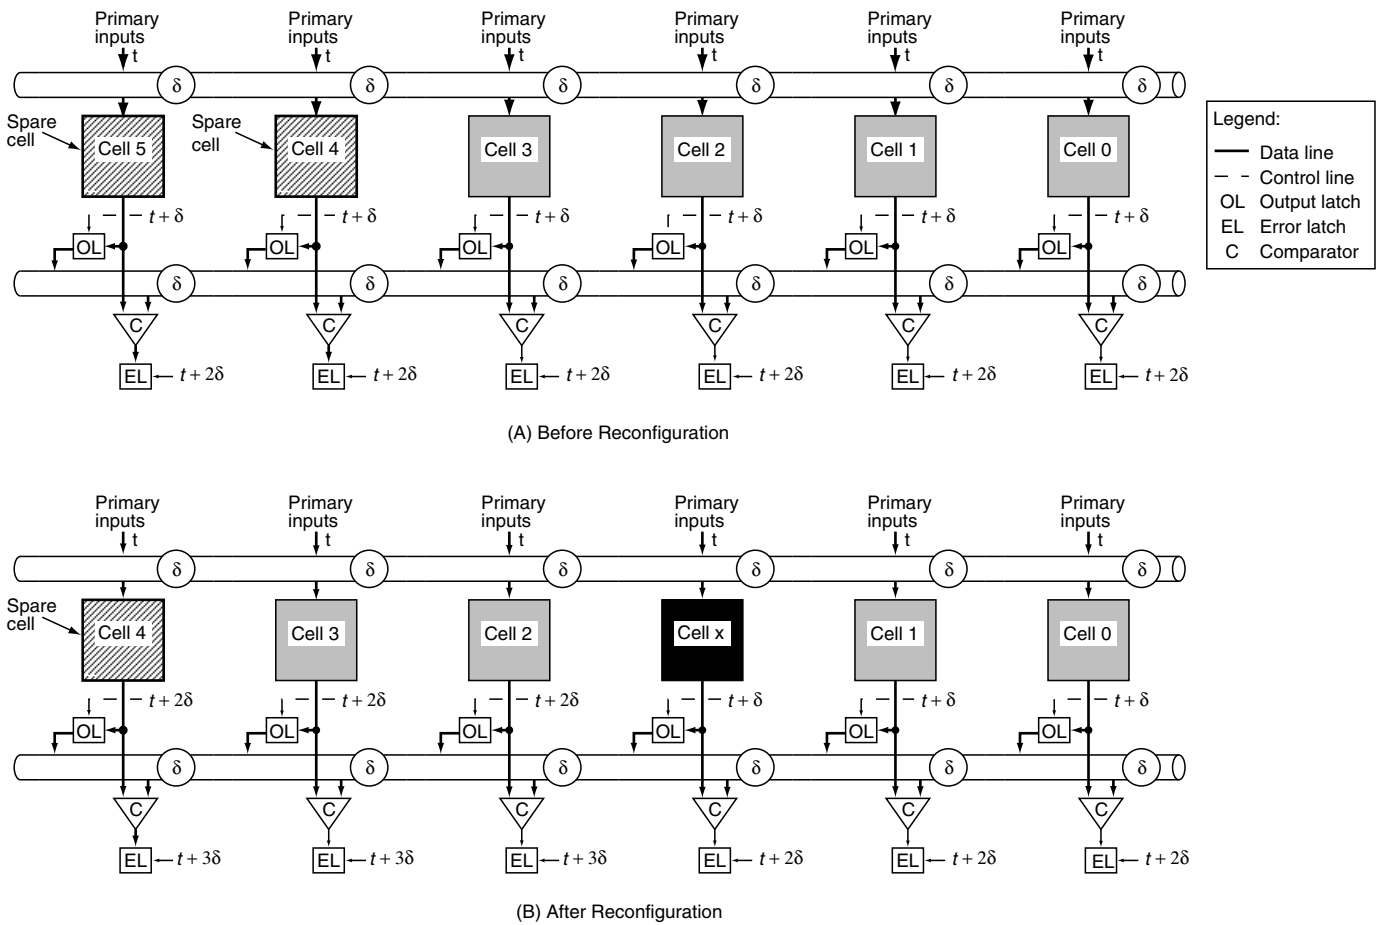 Primary inputs t
Primary inputs t
Primary inputs t
Primary inputs t
Primary inputs t
Primary inputs t
δ δ δ δ δ δ
Spare cell
Cell 5
Spare cell
Cell 4
Cell 3
Cell 2
Cell 1
Cell 0
t + δ
t + δ
t + δ
t + δ
t + δ
t + δ
OL OL OL OL OL OL
δ δ δ δ δ δ
C C C C C C
EL t + 2δ
EL t + 2δ
EL t + 2δ
EL t + 2δ
EL t + 2δ
EL t + 2δ
Legend:
Data line
Control line
OL Output latch
EL Error latch
C Comparator
(A) Before Reconfiguration
Primary inputs t
Primary inputs t
Primary inputs t
Primary inputs t
Primary inputs t
Primary inputs t
δ δ δ δ δ δ
Spare cell
Cell 4
Cell 3
Cell 2
Cell x
Cell 1
Cell 0
t + 2δ
t + 2δ
t + 2δ
t + δ
t + δ
t + δ
OL OL OL OL OL OL
δ δ δ δ δ δ
C C C C C C
EL t + 3δ
EL t + 3δ
EL t + 3δ
EL t + 2δ
EL t + 2δ
EL t + 2δ
(B) After Reconfiguration